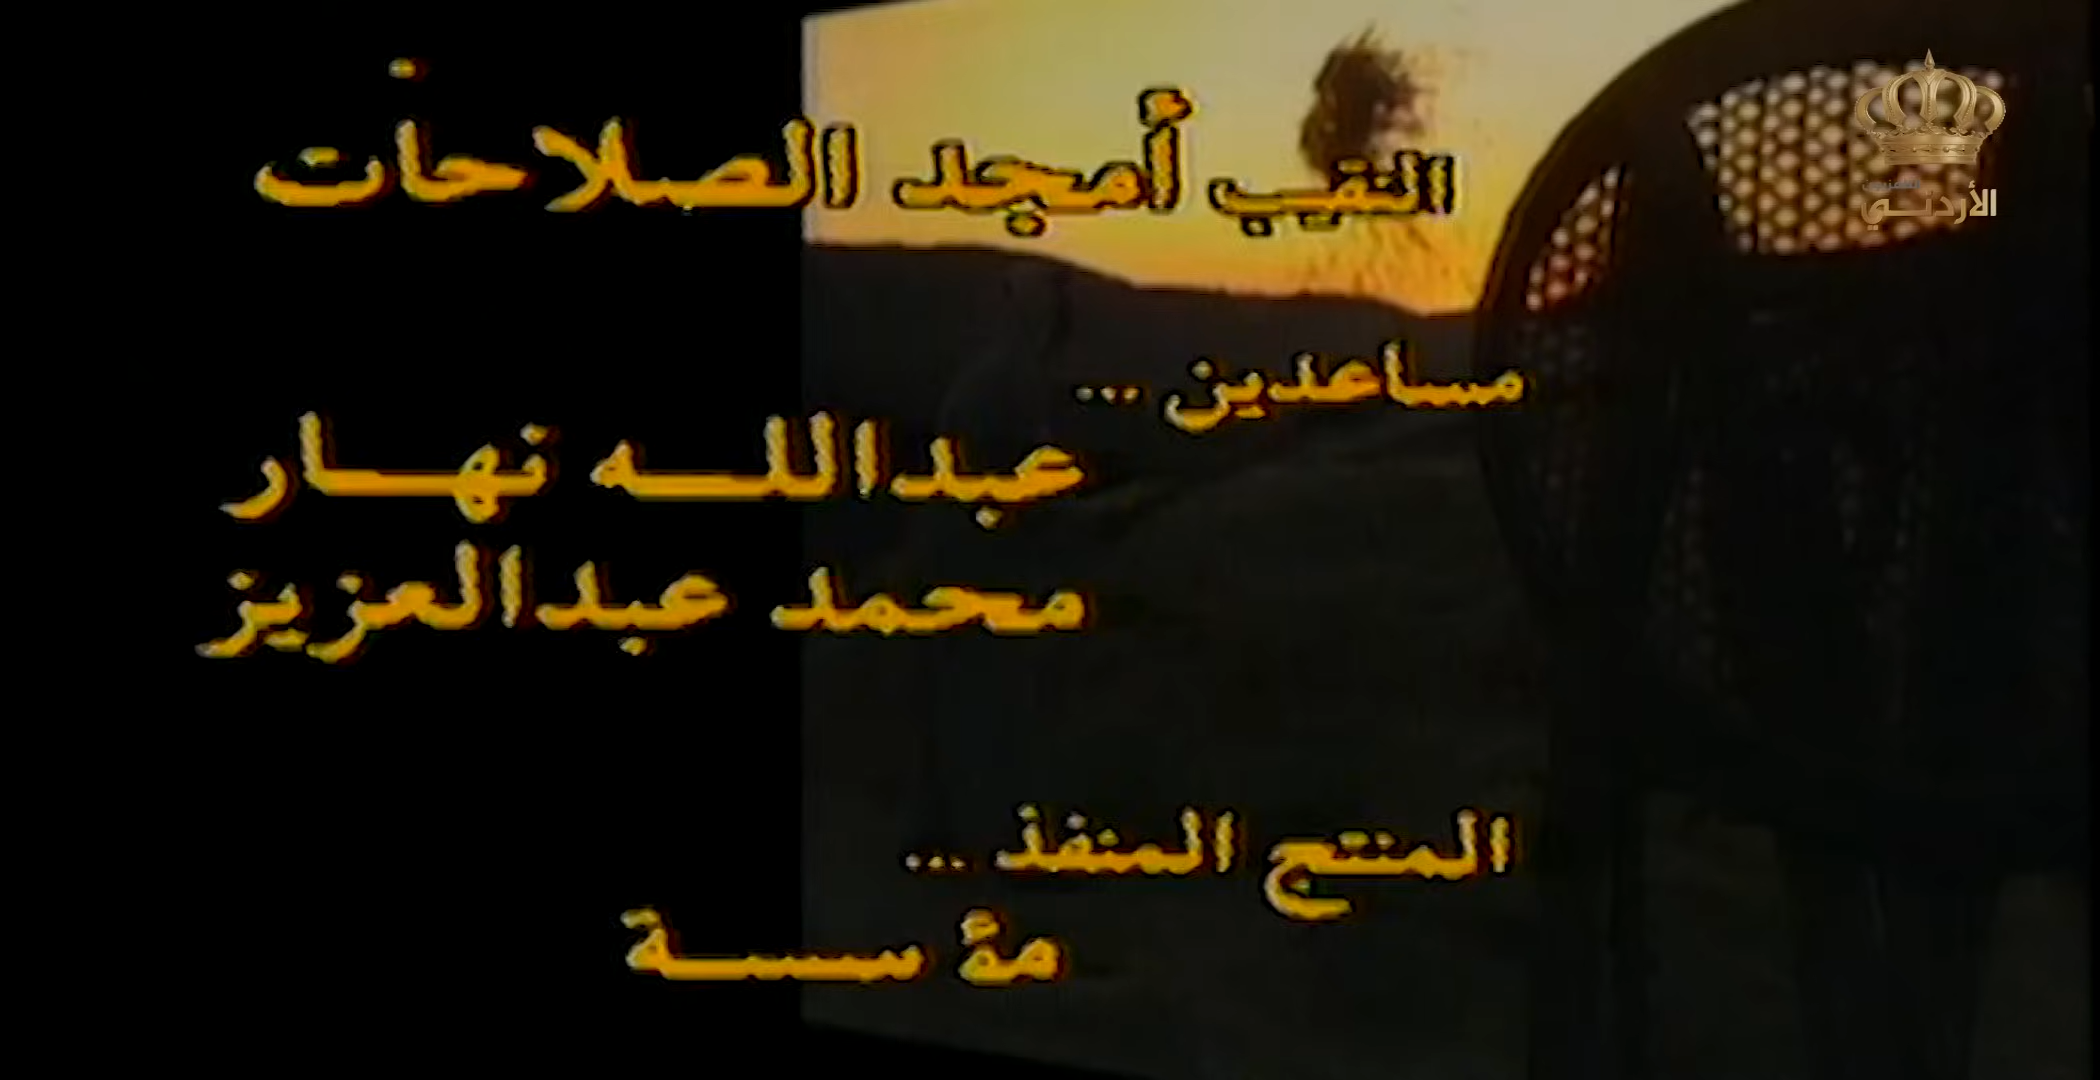 النقيب أمجد الصلاحات
مساعدين ...
عبدالله نهار
محمد عبدالعزيز
المنتج المنفذ ...
مؤسسة
الأردني